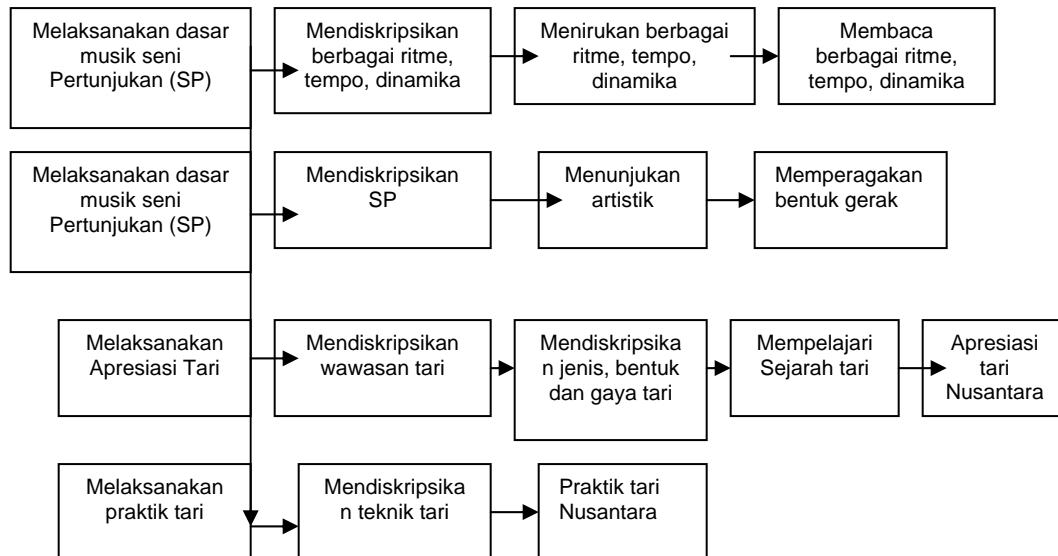 Melaksanakan dasar
musik seni
Pertunjukan (SP)
Mendiskripsikan
berbagai ritme,
tempo, dinamika
Menirukan berbagai
ritme, tempo,
dinamika
Membaca
berbagai ritme,
tempo, dinamika
Melaksanakan dasar
musik seni
Pertunjukan (SP)
Mendiskripsikan
SP
Menunjukan
artistik
Memperagakan
bentuk gerak
Melaksanakan
Apresiasi Tari
Mendiskripsikan
wawasan tari
Mendiskripsika
n jenis, bentuk
dan gaya tari
Mempelajari
Sejarah tari
Apresiasi
tari
Nusantara
Melaksanakan
praktik tari
Mendiskripsika
n teknik tari
Praktik tari
Nusantara